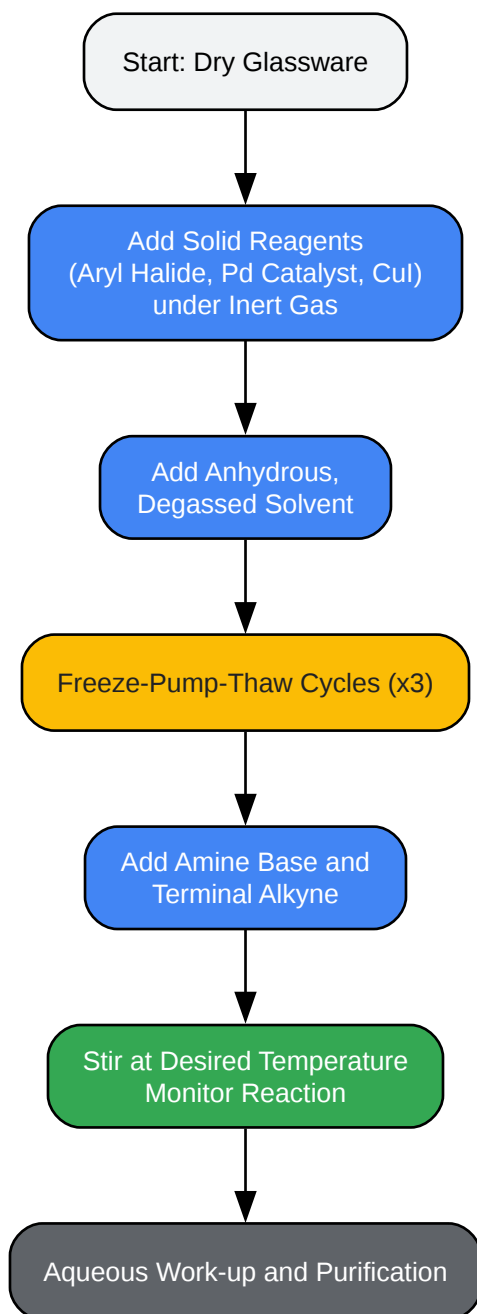 Start: Dry Glassware
Add Solid Reagents
(Aryl Halide, Pd Catalyst, CuI)
under Inert Gas
Add Anhydrous,
Degassed Solvent
Freeze-Pump-Thaw Cycles (x3)
Add Amine Base and
Terminal Alkyne
Stir at Desired Temperature
Monitor Reaction
Aqueous Work-up and Purification